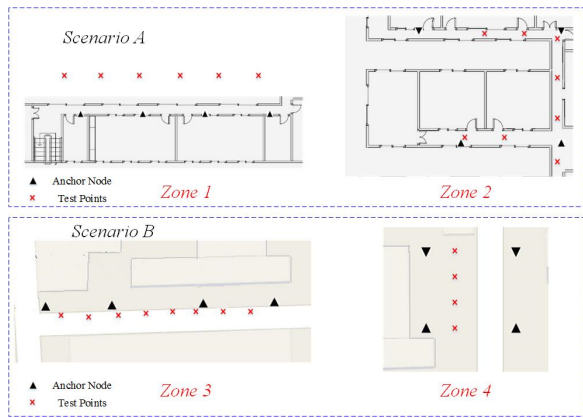 Scenario A
Anchor Node
Test Points
Zone 1
Zone 2
Scenario B
Anchor Node
Test Points
Zone 3
Zone 4